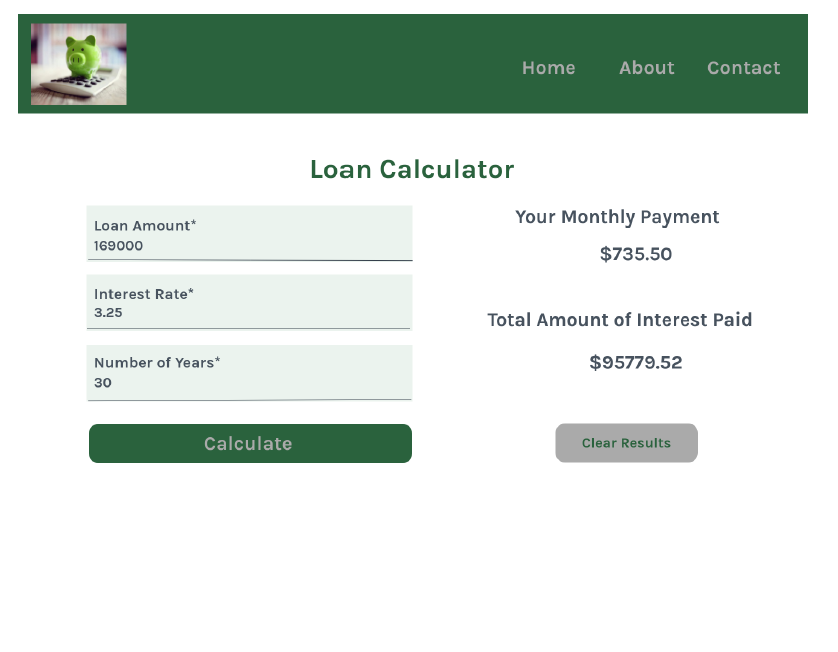 Home About Contact
Loan Calculator
Loan Amount*
169000
Interest Rate*
3.25
Number of Years*
30
Calculate
Your Monthly Payment
$735.50
Total Amount of Interest Paid
$95779.52
Clear Results